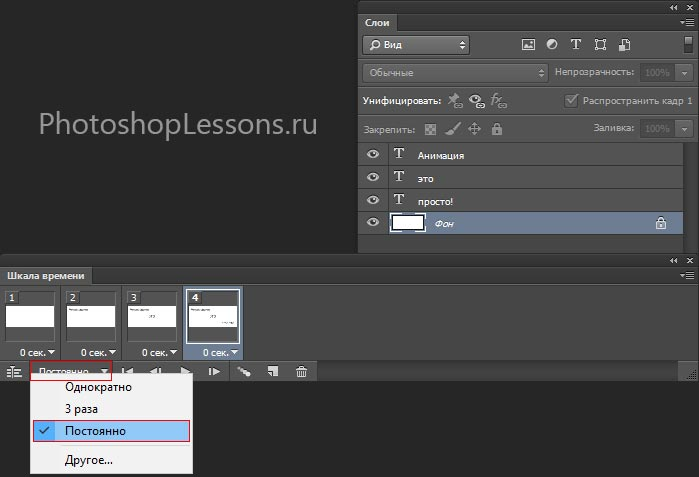 Слои
Вид
PhotoshopLessons.ru
Обычные Непрозрачность: 100%
Унифицировать: Распространить кадр 1
Закрепить: Заливка: 100%
T Анимация
T это
T просто!
Фон
Шкала времени
1 2 3 4
0 сек. 0 сек. 0 сек. 0 сек.
Постоянно
Однократно
3 раза
Постоянно
Другое...